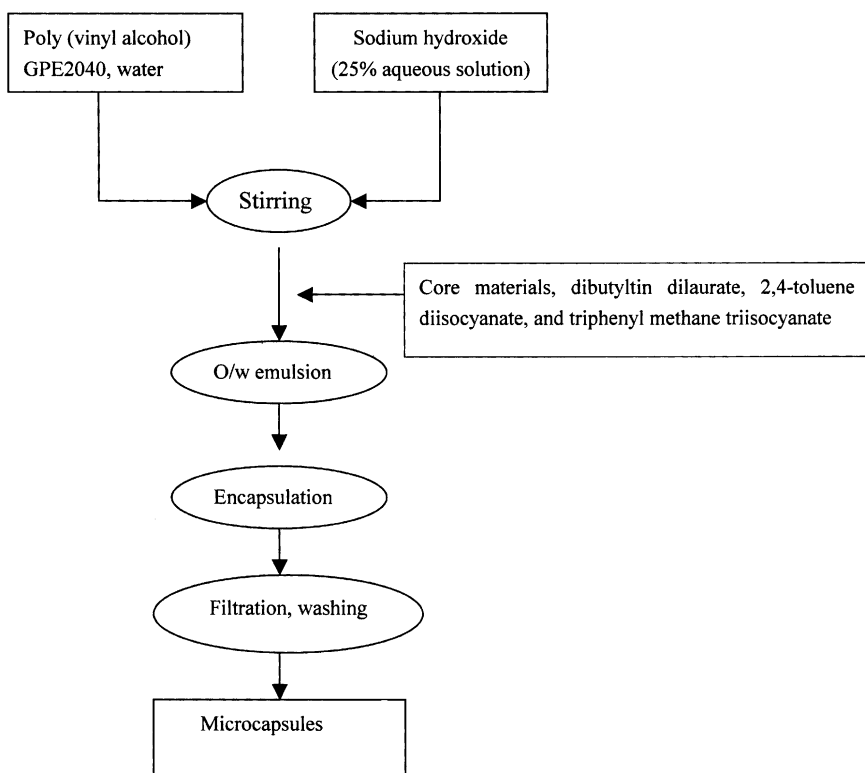 Poly (vinyl alcohol)
GPE2040, water
Sodium hydroxide
(25% aqueous solution)
Stirring
Core materials, dibutyltin dilaurate, 2,4-toluene
diisocyanate, and triphenyl methane triisocyanate
O/w emulsion
Encapsulation
Filtration, washing
Microcapsules